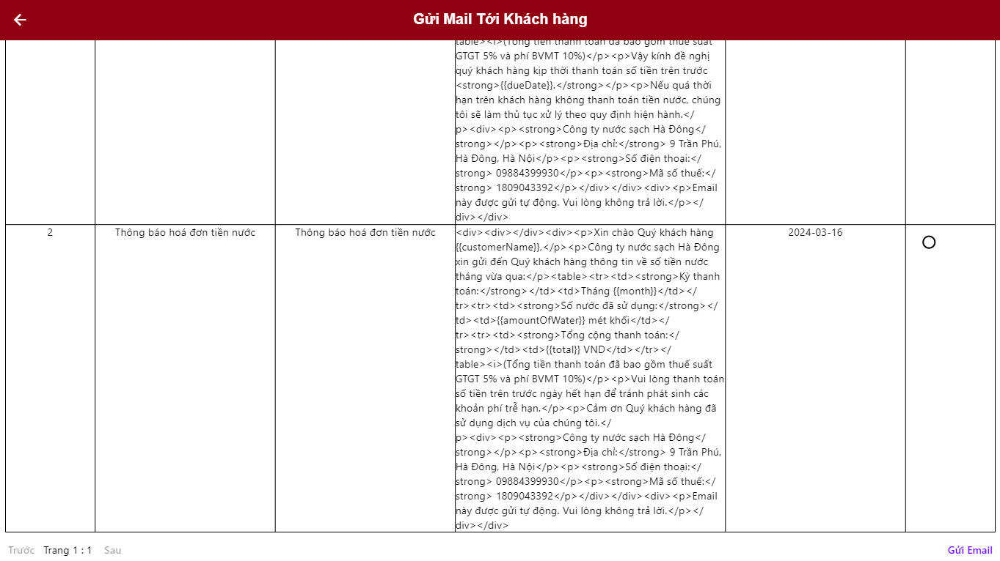 Gửi Mail Tới Khách hàng
table><i>(Tổng tiền thanh toán đã bao gồm thuế suất
GTGT 5% và phí BVMT 10%)</p><p>Vậy kính đề nghị
quý khách hàng kịp thời thanh toán số tiền trên trước
<strong>{{dueDate}}.</strong></p><p>Nếu quá thời
hạn trên khách hàng không thanh toán tiền nước, chúng
tôi sẽ làm thủ tục xử lý theo quy định hiện hành.</
p><div><p><strong>Công ty nước sạch Hà Đông</
strong></p><p><strong>Địa chỉ:</strong> 9 Trần Phú,
Hà Đông, Hà Nội</p><p><strong>Số điện thoại:</
strong> 09884399930</p><p><strong>Mã số thuế:</
strong> 1809043392</p></div></div><div><p>Email
này được gửi tự động. Vui lòng không trả lời.</p></
div></div>
2
Thông báo hoá đơn tiền nước
Thông báo hoá đơn tiền nước
<div><div></div><div><p>Xin chào Quý khách hàng
{{customerName}},</p><p>Công ty nước sạch Hà Đông
xin gửi đến Quý khách hàng thông tin về số tiền nước
tháng vừa qua:</p><table><tr><td><strong>Kỳ thanh
toán:</strong></td><td>Tháng {{month}}</td></
tr><tr><td><strong>Số nước đã sử dụng:</strong></
td><td>{{amountOfWater}} mét khối</td></
tr><tr><td><strong>Tổng cộng thanh toán:</
strong></td><td>{{total}} VND</td></tr></
table><i>(Tổng tiền thanh toán đã bao gồm thuế suất
GTGT 5% và phí BVMT 10%)</p><p>Vui lòng thanh toán
số tiền trên trước ngày hết hạn để tránh phát sinh các
khoản phí trễ hạn.</p><p>Cảm ơn Quý khách hàng đã
sử dụng dịch vụ của chúng tôi.</
p><div><p><strong>Công ty nước sạch Hà Đông</
strong></p><p><strong>Địa chỉ:</strong> 9 Trần Phú,
Hà Đông, Hà Nội</p><p><strong>Số điện thoại:</
strong> 09884399930</p><p><strong>Mã số thuế:</
strong> 1809043392</p></div></div><div><p>Email
này được gửi tự động. Vui lòng không trả lời.</p></
div></div>
2024-03-16
Trước Trang 1 : 1 Sau
Gửi Email